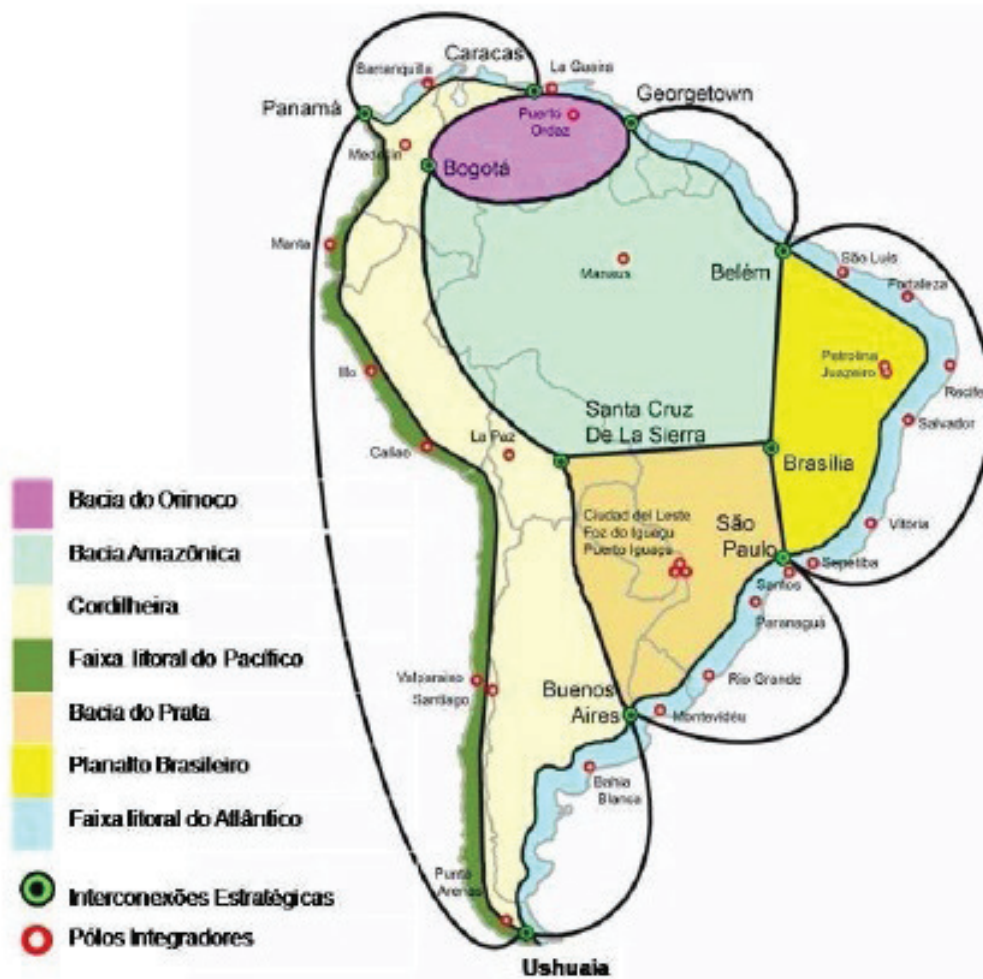 Caracas
Barranquilla
La Guaira
Panamá
Georgetown
Puerto
Ordaz
Medellin
Bogotá
Manta
Manaus
Belém
São Luís
Fortaleza
Petrolina
Juazeiro
Recife
Ilo
Santa Cruz
De La Sierra
Salvador
Callao
La Paz
Brasília
Ciudad del Leste
Foz do Iguaçu
Puerto Iguaçu
São
Paulo
Vitória
Sepetiba
Santos
Paranaguá
Valparaiso
Santiago
Rio Grande
Buenos
Aires
Montevidéu
Bahia
Blanca
Punta
Arenas
Ushuaia
Bacia do Orinoco
Bacia Amazônica
Cordilheira
Faixa litoral do Pacífico
Bacia do Prata
Planalto Brasileiro
Faixa litoral do Atlântico
Interconexões Estratégicas
Pólos Integradores